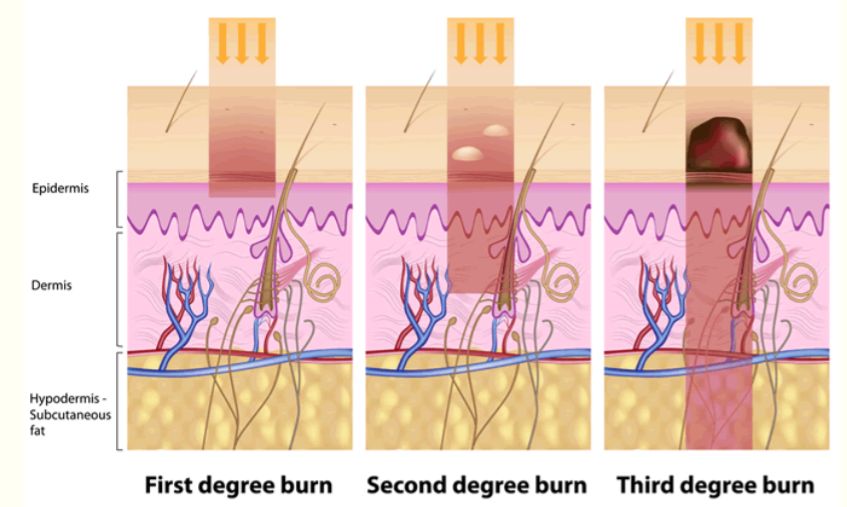 Epidermis
Dermis
Hypodermis -
Subcutaneous
fat
First degree burn
Second degree burn
Third degree burn